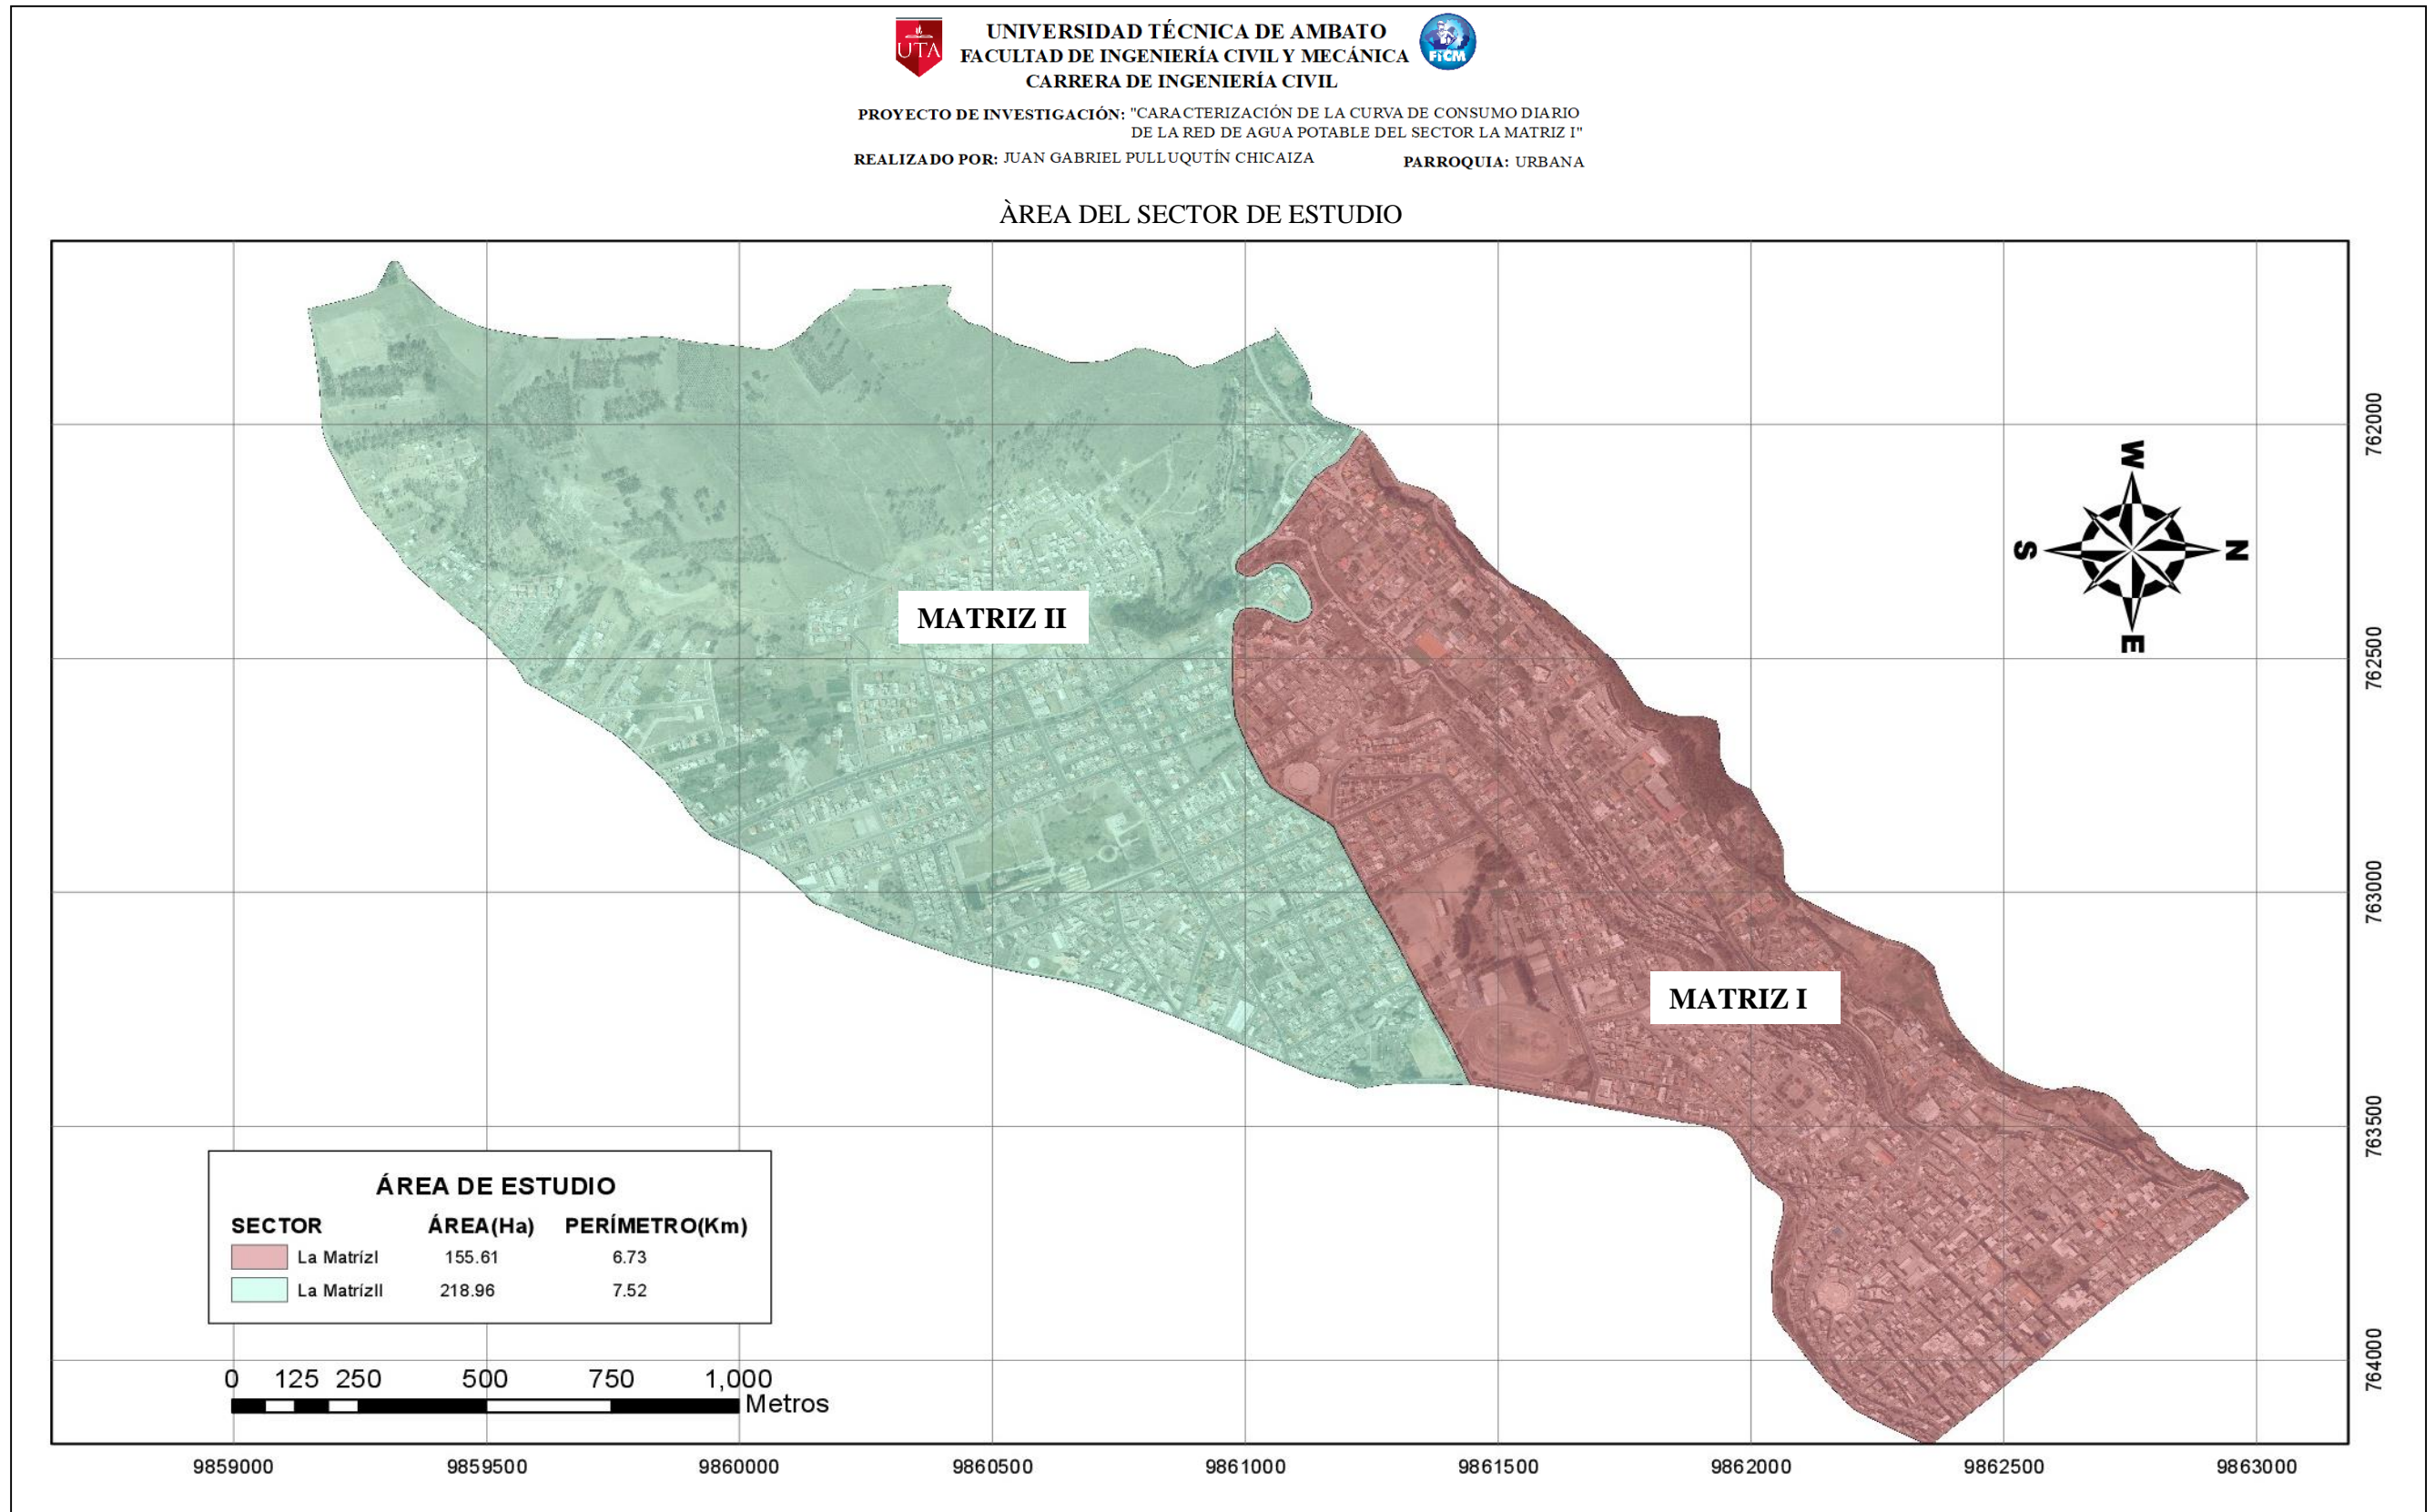 UTA
UNIVERSIDAD TÉCNICA DE AMBATO
FiCM
FACULTAD DE INGENIERÍA CIVIL Y MECÁNICA
CARRERA DE INGENIERÍA CIVIL
PROYECTO DE INVESTIGACIÓN: "CARACTERIZACIÓN DE LA CURVA DE CONSUMO DIARIO
DE LA RED DE AGUA POTABLE DEL SECTOR LA MATRIZ I"
REALIZADO POR: JUAN GABRIEL PULLUQUTÍN CHICAIZA PARROQUIA: URBANA
ÀREA DEL SECTOR DE ESTUDIO
762000
W
S N
E
MATRIZ II
762500
763000
MATRIZ I
763500
ÁREA DE ESTUDIO
SECTOR ÁREA(Ha) PERÍMETRO(Km)
La MatrízI 155.61 6.73
La MatrízII 218.96 7.52
764000
0 125 250 500 750 1,000
Metros
9859000 9859500 9860000 9860500 9861000 9861500 9862000 9862500 9863000